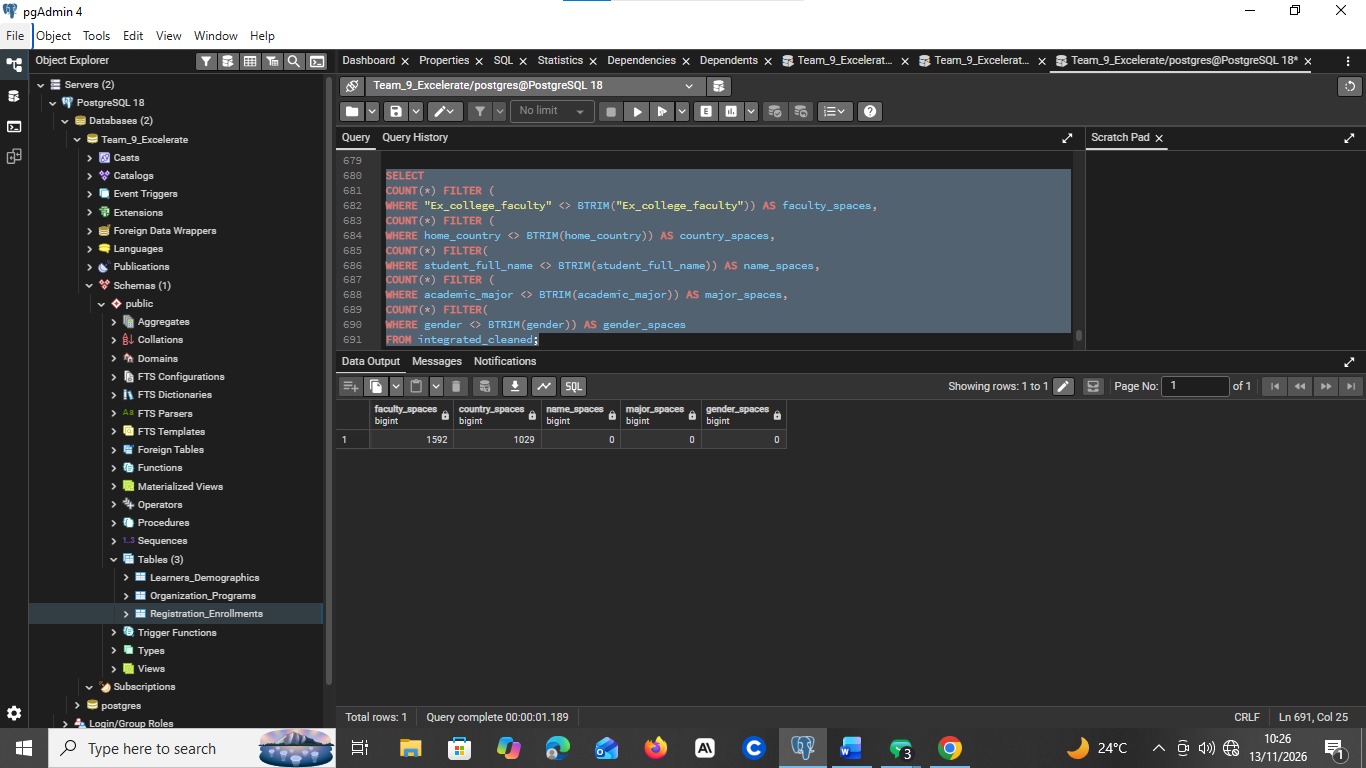 pgAdmin 4
File Object Tools Edit View Window Help
Object Explorer
Dashboard Properties SQL Statistics Dependencies Dependents Team_9_Excelerat... Team_9_Excelerat... Team_9_Excelerate/postgres@PostgreSQL 18*
Servers (2)
PostgreSQL 18
Databases (2)
Team_9_Excelerate
Casts
Catalogs
Event Triggers
Extensions
Foreign Data Wrappers
Languages
Publications
Schemas (1)
public
Aggregates
Collations
Domains
FTS Configurations
FTS Dictionaries
FTS Parsers
FTS Templates
Foreign Tables
Functions
Materialized Views
Operators
Procedures
Sequences
Tables (3)
Learners_Demographics
Organization_Programs
Registration_Enrollments
Trigger Functions
Types
Views
Subscriptions
postgres
Login/Group Roles
Team_9_Excelerate/postgres@PostgreSQL 18
No limit
Query Query History
Scratch Pad
679
680 SELECT
681 COUNT(*) FILTER (
682 WHERE "Ex_college_faculty" <> BTRIM("Ex_college_faculty")) AS faculty_spaces,
683 COUNT(*) FILTER (
684 WHERE home_country <> BTRIM(home_country)) AS country_spaces,
685 COUNT(*) FILTER(
686 WHERE student_full_name <> BTRIM(student_full_name)) AS name_spaces,
687 COUNT(*) FILTER (
688 WHERE academic_major <> BTRIM(academic_major)) AS major_spaces,
689 COUNT(*) FILTER(
690 WHERE gender <> BTRIM(gender)) AS gender_spaces
691 FROM integrated_cleaned;
Data Output Messages Notifications
SQL
Showing rows: 1 to 1
Page No: 1 of 1
faculty_spaces country_spaces name_spaces major_spaces gender_spaces
bigint bigint bigint bigint bigint
1 1592 1029 0 0 0
Total rows: 1 Query complete 00:00:01.189
CRLF Ln 691, Col 25
Type here to search
3
24°C
10:26
13/11/2026
1